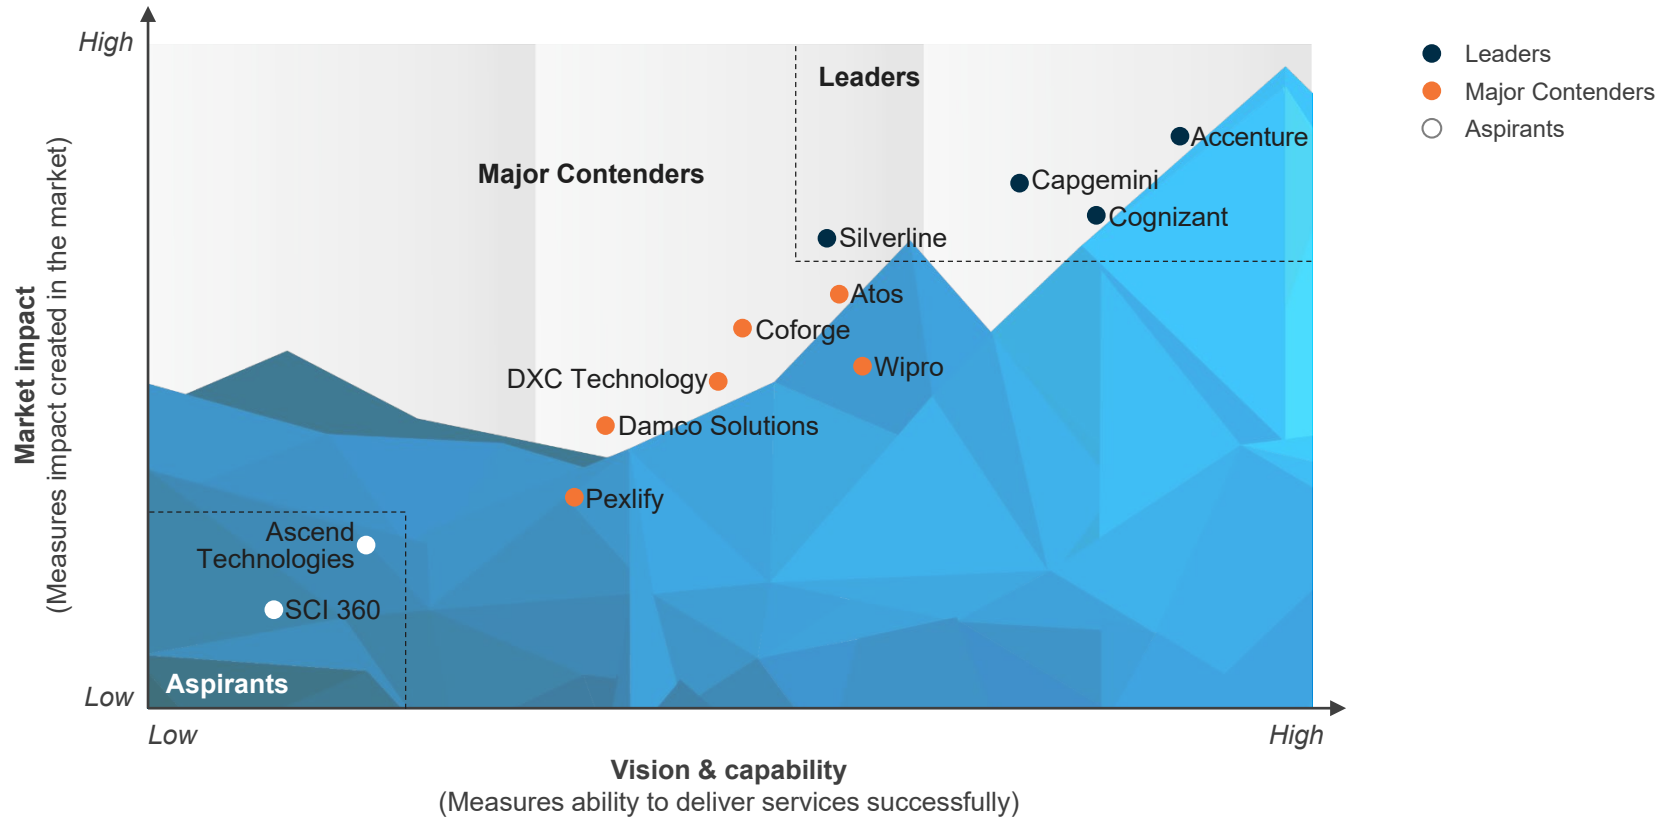 High
Leaders
Leaders
Major Contenders
Aspirants
Accenture
Major Contenders
Capgemini
Cognizant
Silverline
Atos
Coforge
Wipro
DXC Technology
Damco Solutions
Pexlify
Ascend
Technologies
SCI 360
Aspirants
Market impact
(Measures impact created in the market)
Low
Low
High
Vision & capability
(Measures ability to deliver services successfully)